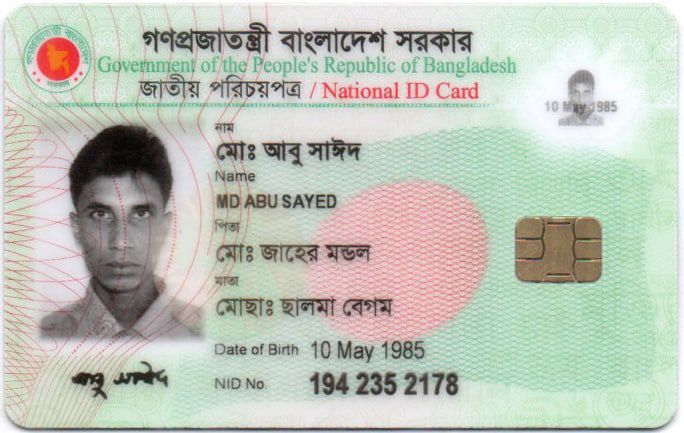 গণপ্রজাতন্ত্রী বাংলাদেশ সরকার
Government of the People's Republic of Bangladesh
জাতীয় পরিচয়পত্র / National ID Card
10 May 1985
নাম
মোঃ আবু সাঈদ
Name
MD ABU SAYED
পিতা
মোঃ জাহের মন্ডল
মাতা
মোছাঃ ছালমা বেগম
Date of Birth 10 May 1985
আবু সাঈদ
NID No. 194 235 2178